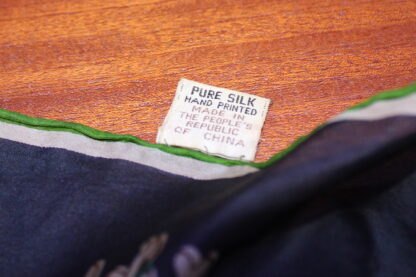 PURE SILK
HAND PRINTED
MADE IN
THE PEOPLE'S
REPUBLIC
OF CHINA